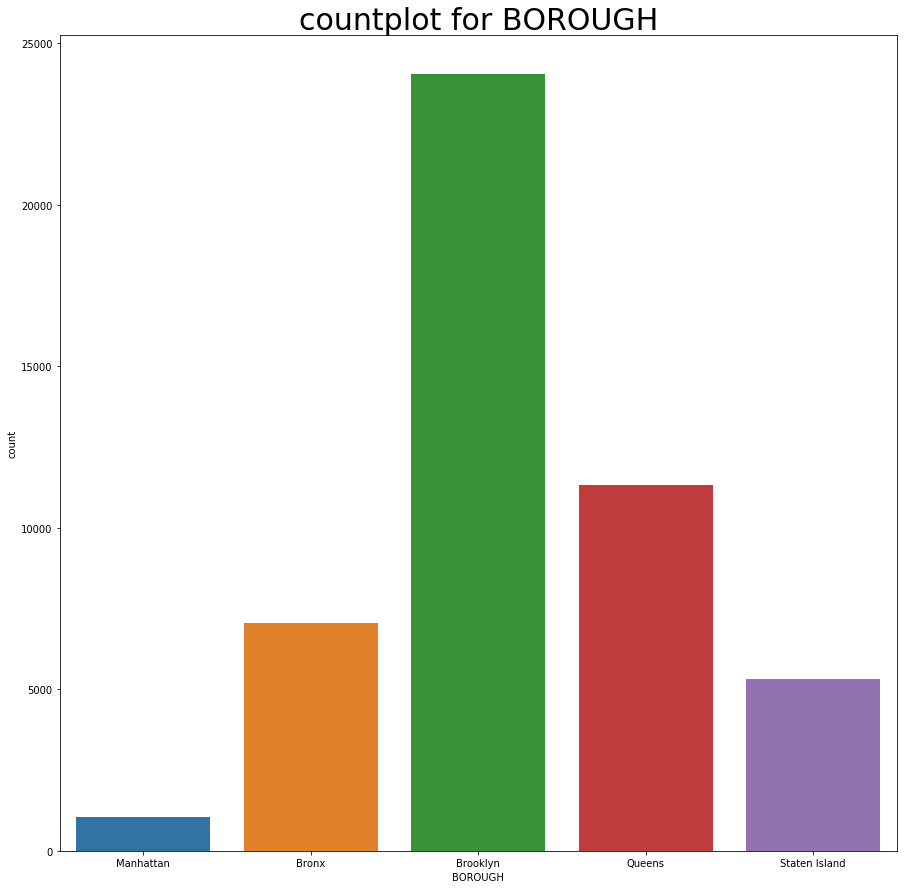 countplot for BOROUGH
25000
20000
15000
10000
5000
0
count
Manhattan Bronx Brooklyn Queens Staten Island
BOROUGH